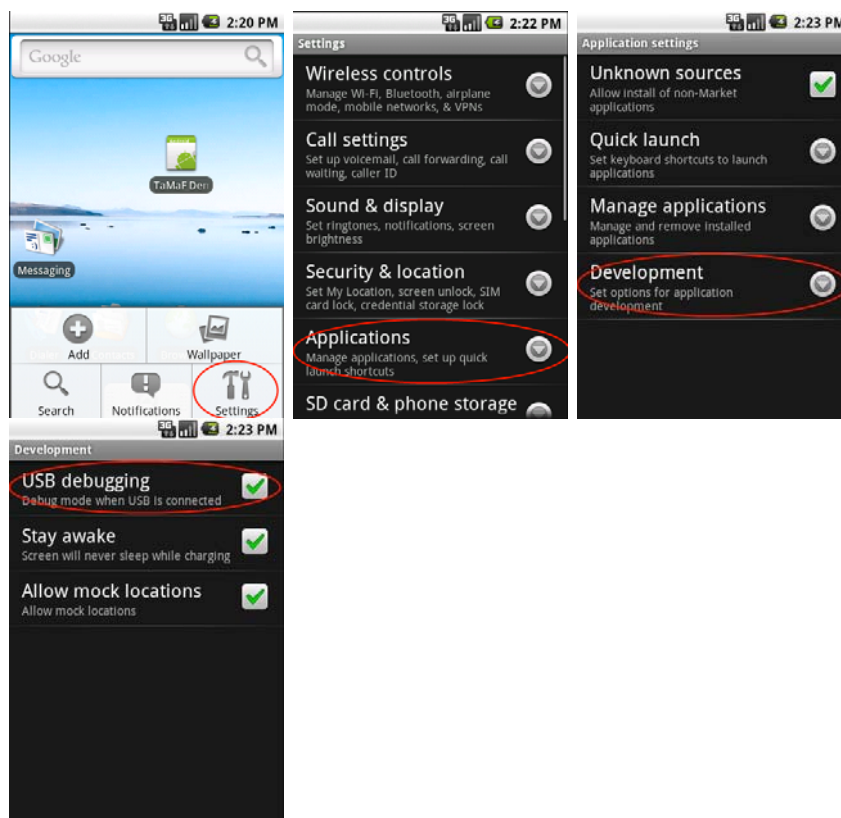 3G 2:20 PM
Google
TaMaF Den
Messaging
Add
Wallpaper
Search
Notifications
Settings
3G 2:22 PM
Settings
Wireless controls
Manage Wi-Fi, Bluetooth, airplane
mode, mobile networks, & VPNs
Call settings
Set up voicemail, call forwarding, call
waiting, caller ID
Sound & display
Set ringtones, notifications, screen
brightness
Security & location
Set My Location, screen unlock, SIM
card lock, credential storage lock
Applications
Manage applications, set up quick
launch shortcuts
SD card & phone storage
3G 2:23 PM
Application settings
Unknown sources
Allow install of non-Market
applications
Quick launch
Set keyboard shortcuts to launch
applications
Manage applications
Manage and remove installed
applications
Development
Set options for application
development
3G 2:23 PM
Development
USB debugging
Debug mode when USB is connected
Stay awake
Screen will never sleep while charging
Allow mock locations
Allow mock locations